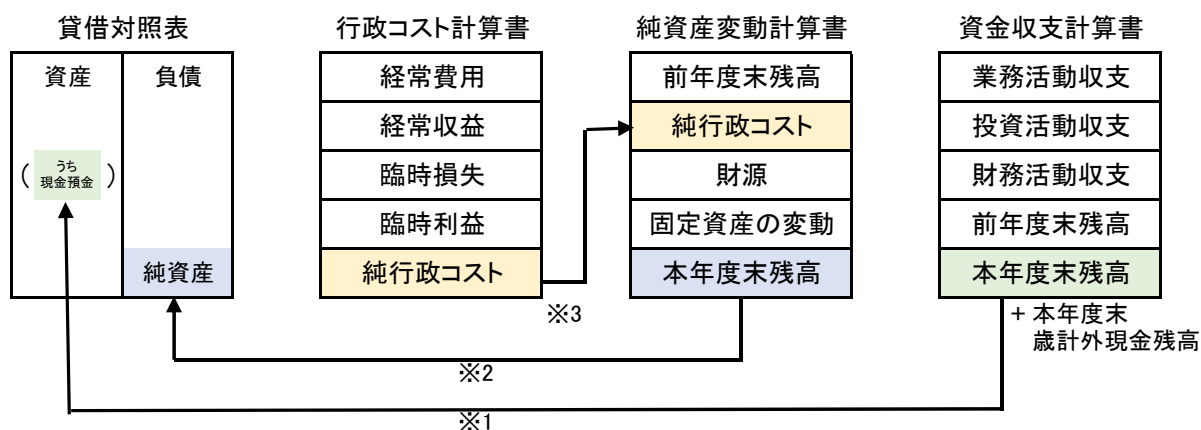 貸借対照表
資産
負債
(
うち
現金預金
)
純資産
行政コスト計算書
経常費用
経常収益
臨時損失
臨時利益
純行政コスト
純資産変動計算書
前年度末残高
純行政コスト
財源
固定資産の変動
本年度末残高
資金収支計算書
業務活動収支
投資活動収支
財務活動収支
前年度末残高
本年度末残高
+ 本年度末
歳計外現金残高
※3
※2
※1